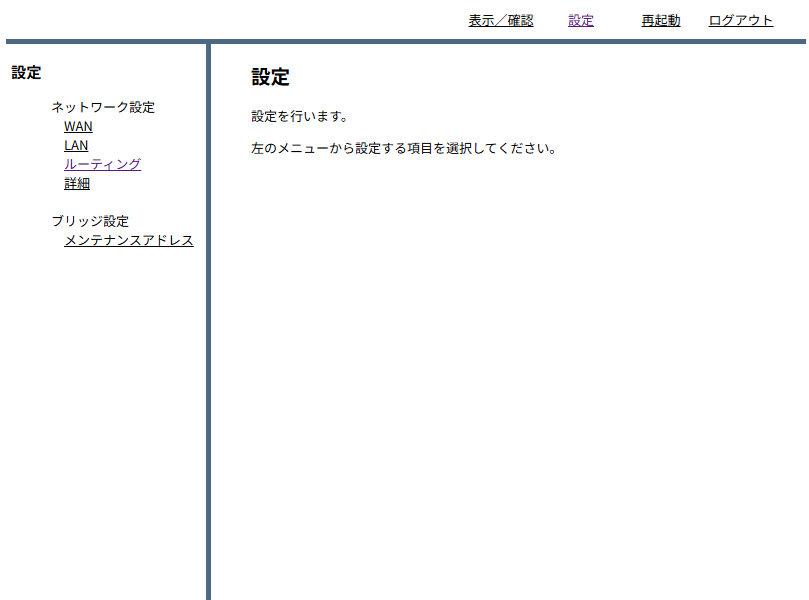 表示／確認 設定 再起動 ログアウト
設定
ネットワーク設定
WAN
LAN
ルーティング
詳細
ブリッジ設定
メンテナンスアドレス
設定
設定を行います。
左のメニューから設定する項目を選択してください。